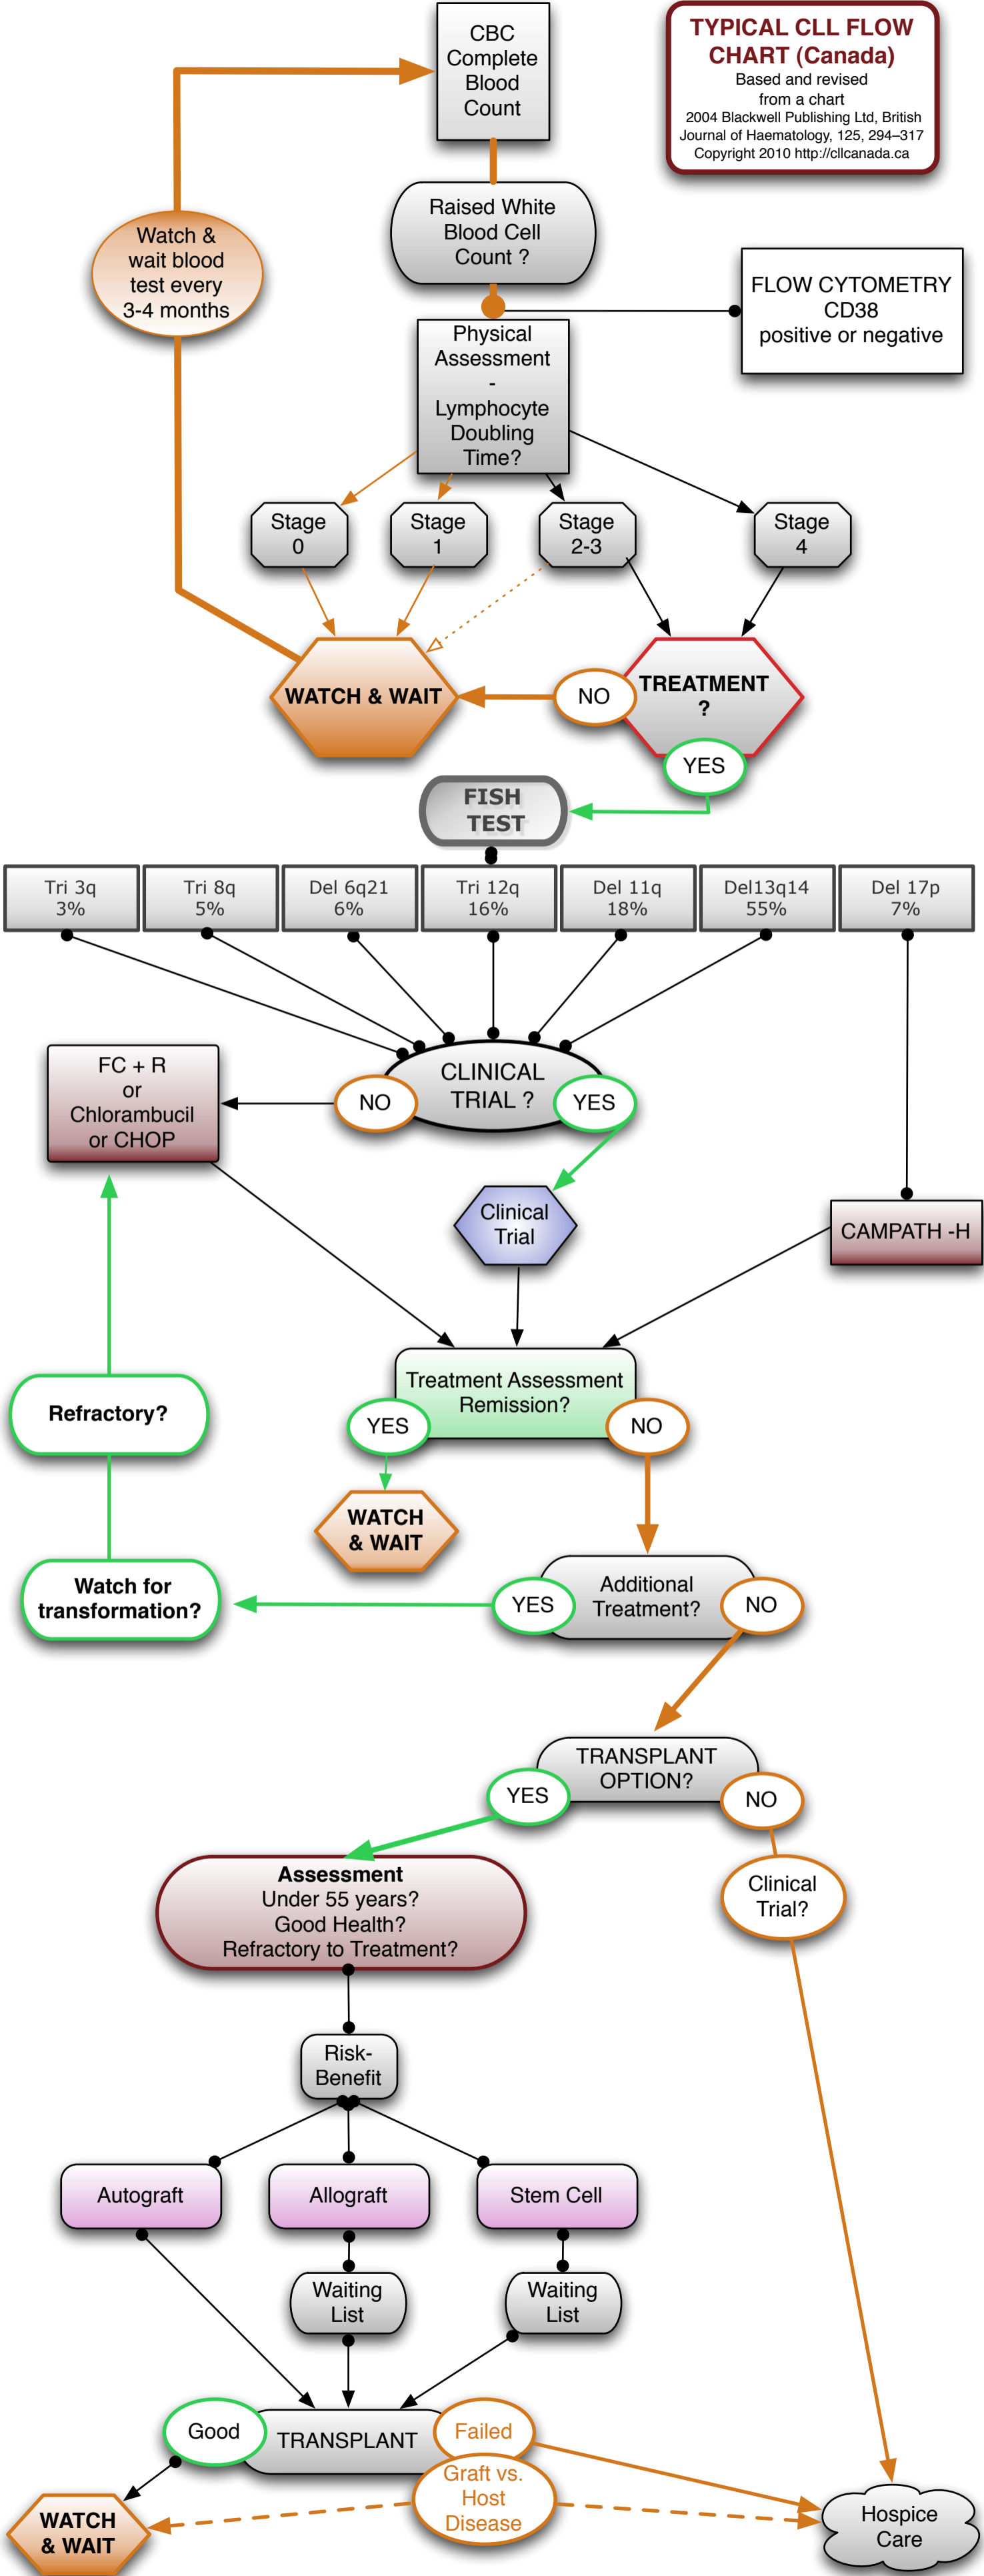 CBC
Complete
Blood
Count
TYPICAL CLL FLOW
CHART (Canada)
Based and revised
from a chart
2004 Blackwell Publishing Ltd, British
Journal of Haematology, 125, 294–317
Copyright 2010 http://cllcanada.ca
Raised White
Blood Cell
Count ?
Watch &
wait blood
test every
3-4 months
FLOW CYTOMETRY
CD38
positive or negative
Physical
Assessment
-
Lymphocyte
Doubling
Time?
Stage
0
Stage
1
Stage
2-3
Stage
4
WATCH & WAIT
NO
TREATMENT
?
YES
FISH
TEST
Tri 3q
3%
Tri 8q
5%
Del 6q21
6%
Tri 12q
16%
Del 11q
18%
Del13q14
55%
Del 17p
7%
FC + R
or
Chlorambucil
or CHOP
NO
CLINICAL
TRIAL ?
YES
Clinical
Trial
CAMPATH -H
Treatment Assessment
Remission?
YES
NO
Refractory?
WATCH
& WAIT
Watch for
transformation?
YES
Additional
Treatment?
NO
TRANSPLANT
OPTION?
YES
NO
Assessment
Under 55 years?
Good Health?
Refractory to Treatment?
Clinical
Trial?
Risk-
Benefit
Autograft
Allograft
Stem Cell
Waiting
List
Waiting
List
Good
TRANSPLANT
Failed
Graft vs.
Host
Disease
WATCH
& WAIT
Hospice
Care